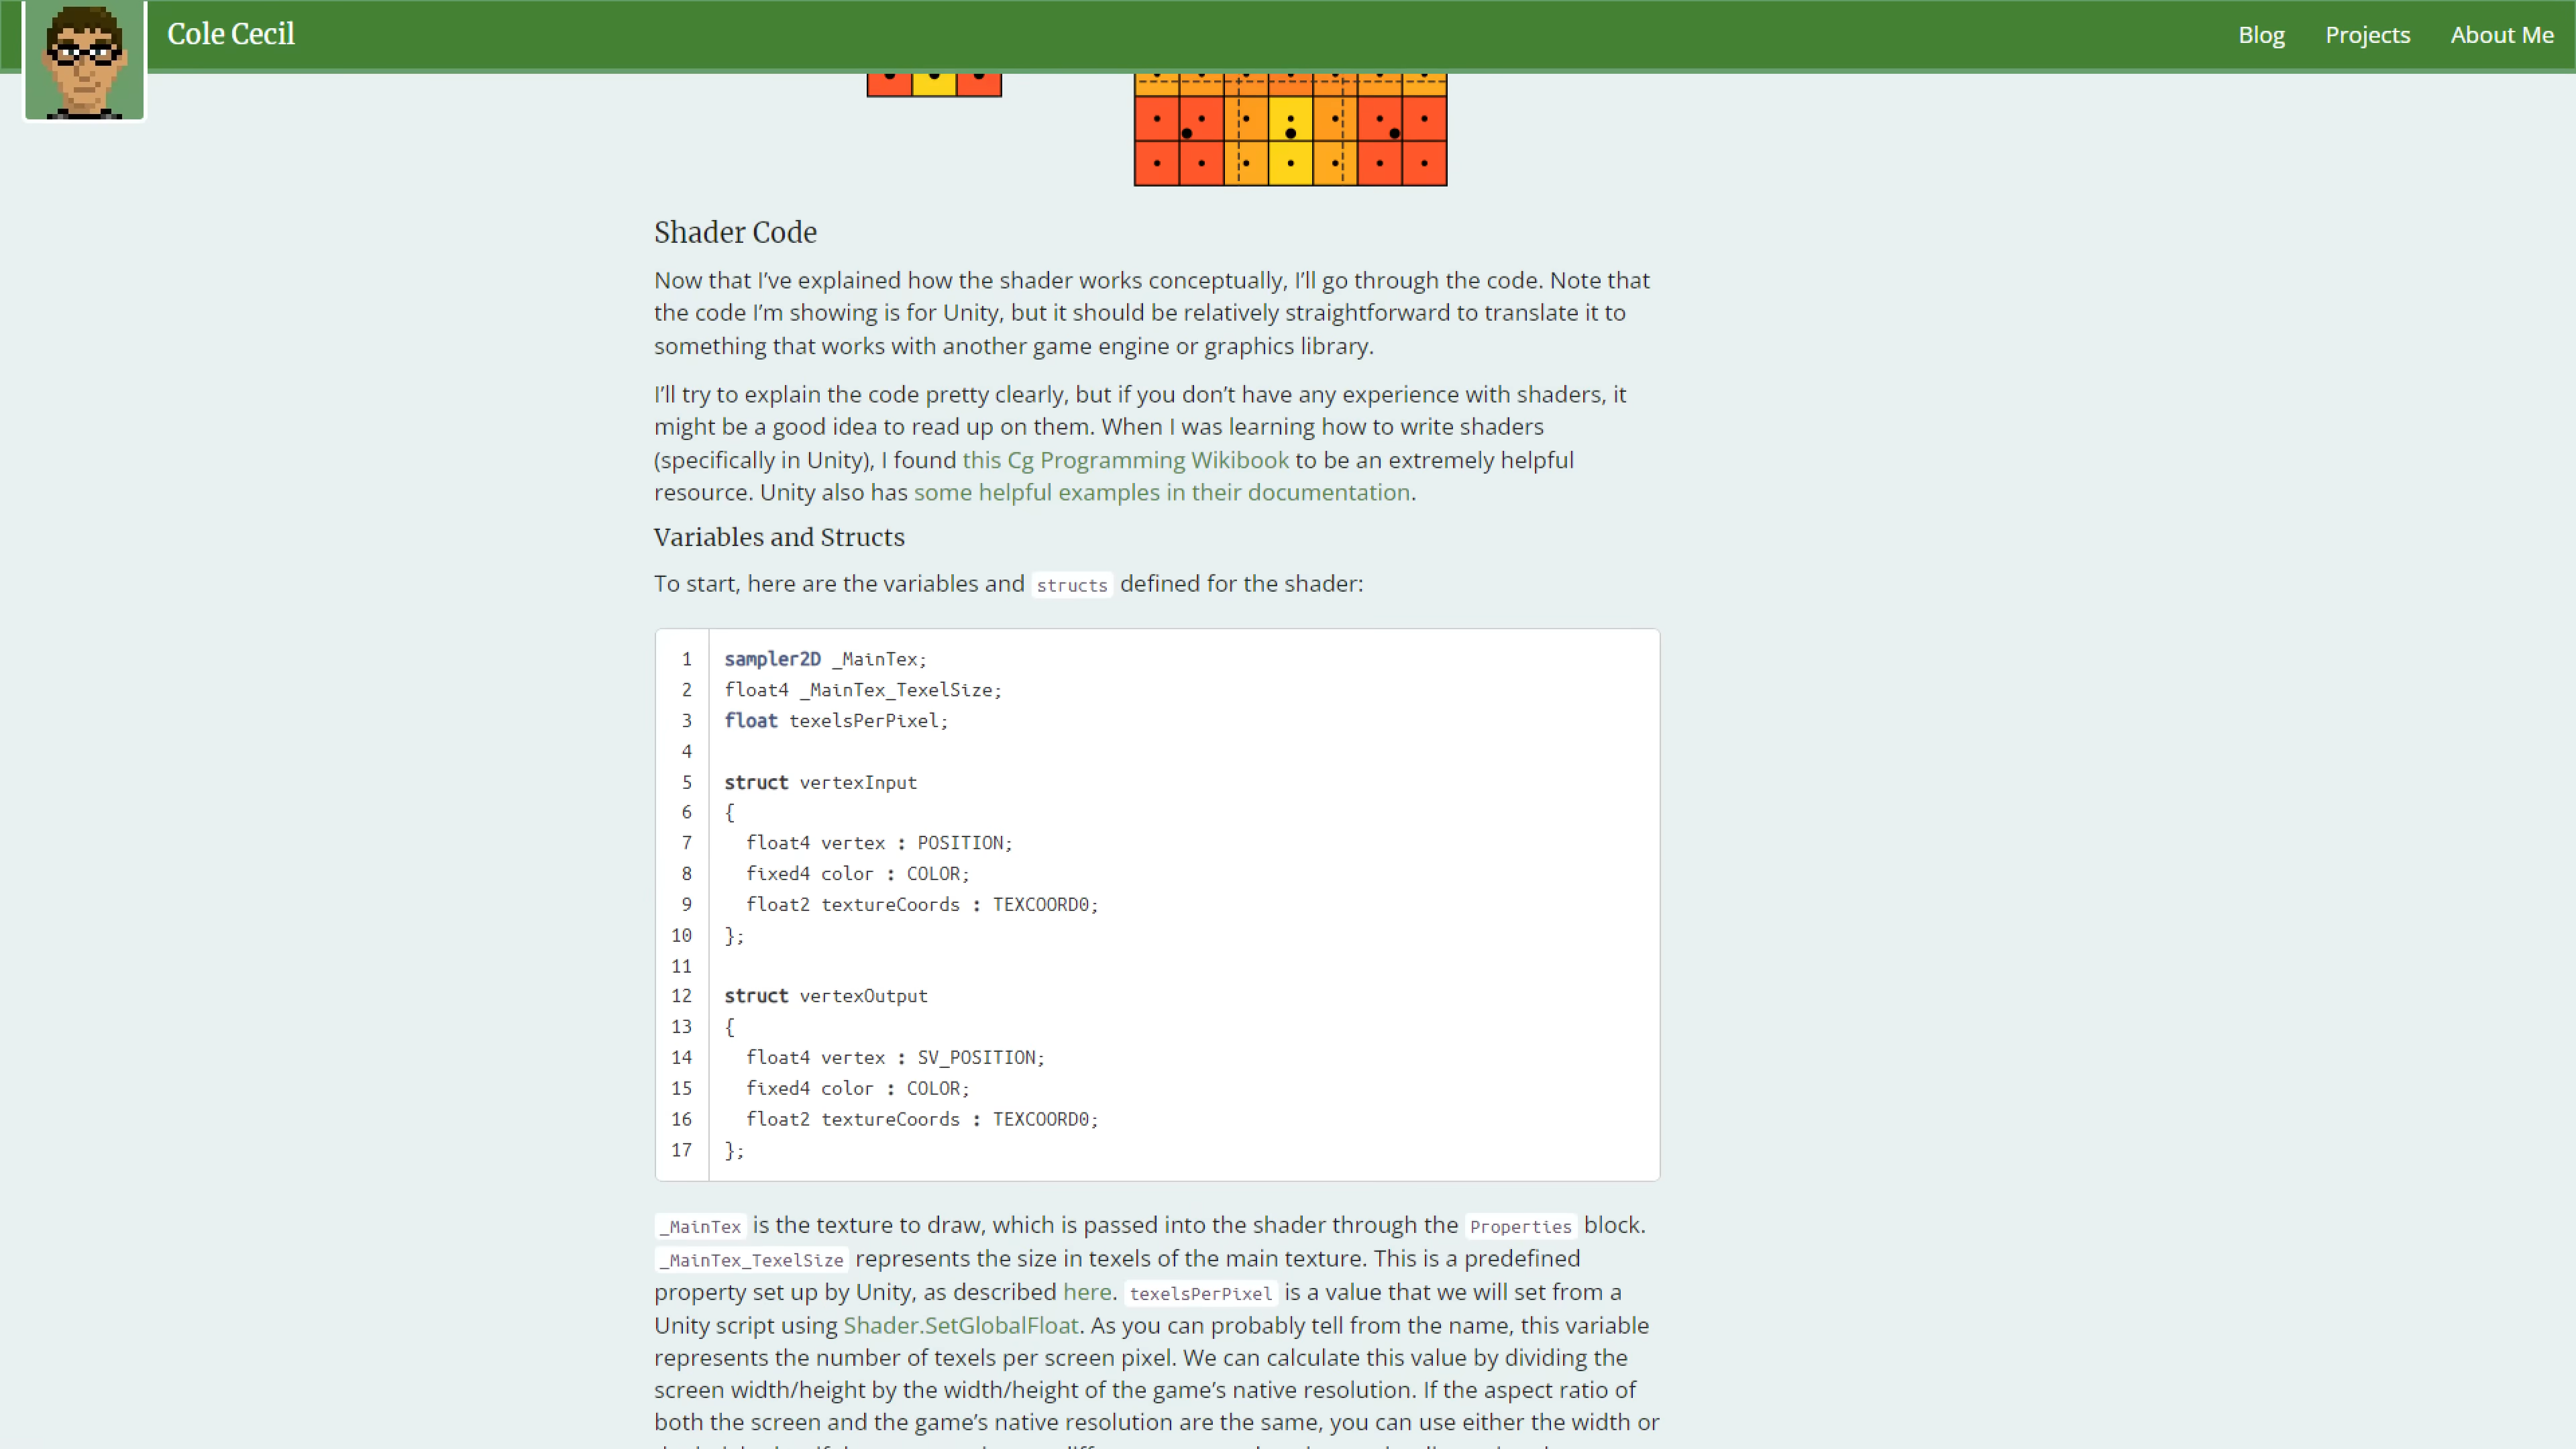 Cole Cecil
Blog Projects About Me
Shader Code
Now that I’ve explained how the shader works conceptually, I’ll go through the code. Note that
the code I’m showing is for Unity, but it should be relatively straightforward to translate it to
something that works with another game engine or graphics library.
I’ll try to explain the code pretty clearly, but if you don’t have any experience with shaders, it
might be a good idea to read up on them. When I was learning how to write shaders
(specifically in Unity), I found this Cg Programming Wikibook to be an extremely helpful
resource. Unity also has some helpful examples in their documentation.
Variables and Structs
To start, here are the variables and structs defined for the shader:
1 sampler2D _MainTex;
2 float4 _MainTex_TexelSize;
3 float texelsPerPixel;
4
5 struct vertexInput
6 {
7 float4 vertex : POSITION;
8 fixed4 color : COLOR;
9 float2 textureCoords : TEXCOORD0;
10 };
11
12 struct vertexOutput
13 {
14 float4 vertex : SV_POSITION;
15 fixed4 color : COLOR;
16 float2 textureCoords : TEXCOORD0;
17 };
_MainTex is the texture to draw, which is passed into the shader through the Properties block.
_MainTex_TexelSize represents the size in texels of the main texture. This is a predefined
property set up by Unity, as described here. texelsPerPixel is a value that we will set from a
Unity script using Shader.SetGlobalFloat. As you can probably tell from the name, this variable
represents the number of texels per screen pixel. We can calculate this value by dividing the
screen width/height by the width/height of the game’s native resolution. If the aspect ratio of
both the screen and the game’s native resolution are the same, you can use either the width or